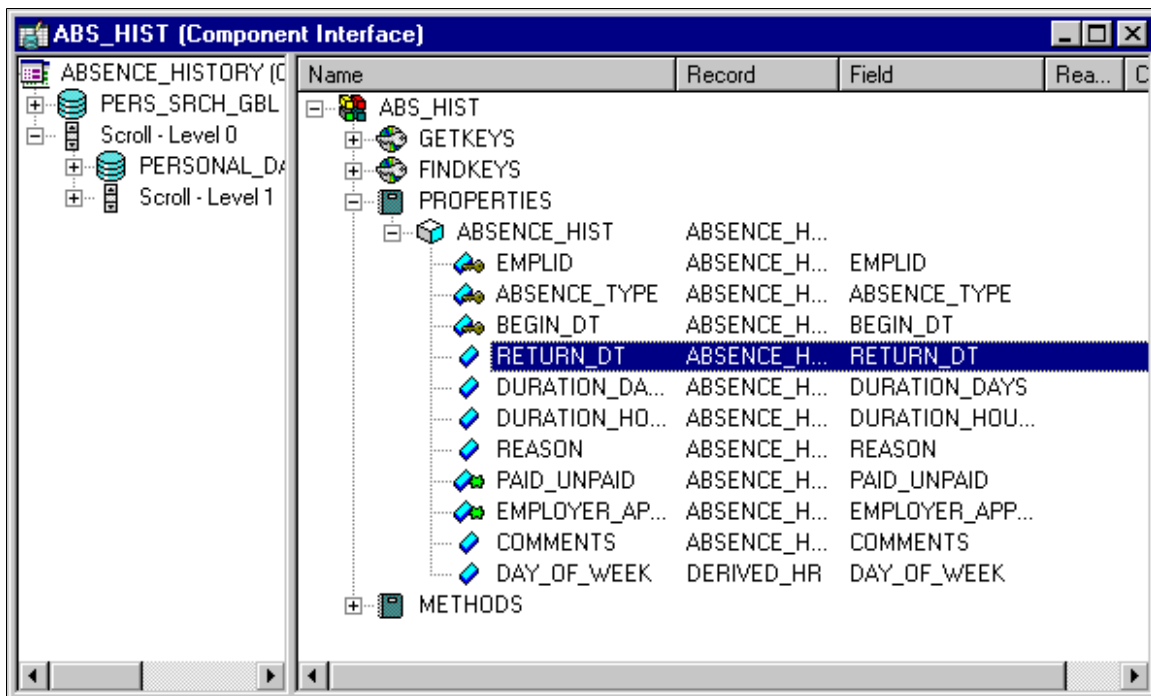 ABS_HIST (Component Interface)
ABSENCE_HISTORY (C
PERS_SRCH_GBL
Scroll - Level 0
PERSONAL_DA
Scroll - Level 1
Name Record Field Rea... C
ABS_HIST
GETKEYS
FINDKEYS
PROPERTIES
ABSENCE_HIST ABSENCE_H...
EMPLID ABSENCE_H... EMPLID
ABSENCE_TYPE ABSENCE_H... ABSENCE_TYPE
BEGIN_DT ABSENCE_H... BEGIN_DT
RETURN_DT ABSENCE_H... RETURN_DT
DURATION_DA... ABSENCE_H... DURATION_DAYS
DURATION_HO... ABSENCE_H... DURATION_HOU...
REASON ABSENCE_H... REASON
PAID_UNPAID ABSENCE_H... PAID_UNPAID
EMPLOYER_AP... ABSENCE_H... EMPLOYER_APP...
COMMENTS ABSENCE_H... COMMENTS
DAY_OF_WEEK DERIVED_HR DAY_OF_WEEK
METHODS